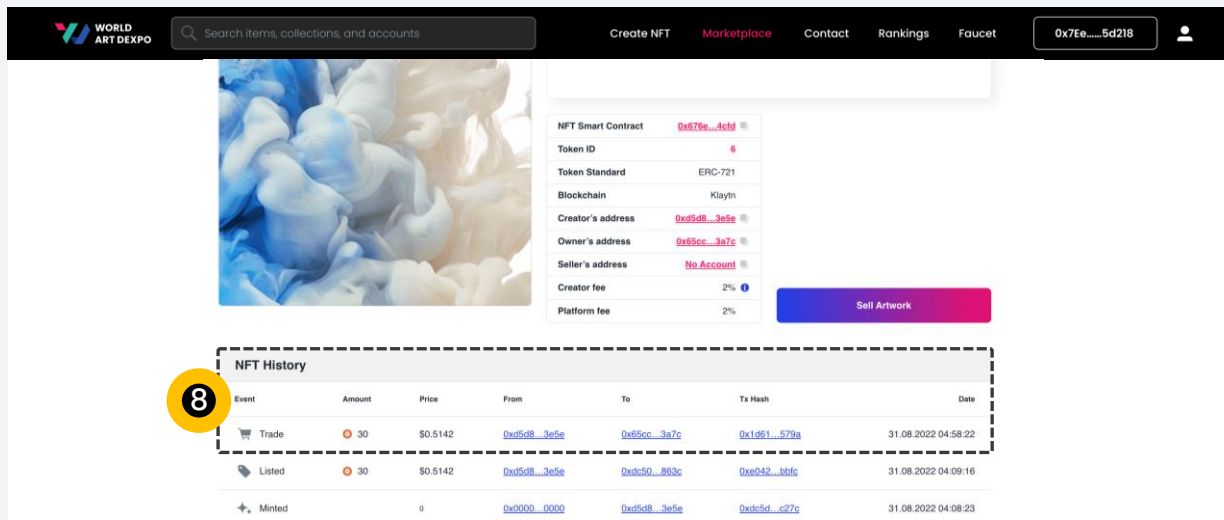 WORLD
ART DEXPO
Search items, collections, and accounts
Create NFT
Marketplace
Contact
Rankings
Faucet
0x7Ee......5d218
NFT Smart Contract 0x676e...4cfd
Token ID 6
Token Standard ERC-721
Blockchain Klaytn
Creator's address 0xd5d8...3e5e
Owner's address 0x65cc...3a7c
Seller's address No Account
Creator fee 2%
Platform fee 2%
Sell Artwork
NFT History
8
Event Amount Price From To Tx Hash Date
Trade 30 $0.5142 0xd5d8...3e5e 0x65cc...3a7c 0x1d61...579a 31.08.2022 04:58:22
Listed 30 $0.5142 0xd5d8...3e5e 0xdc50...863c 0xe042...bbfc 31.08.2022 04:09:16
Minted 0 0x0000...0000 0xd5d8...3e5e 0xdc5d...c27c 31.08.2022 04:08:23